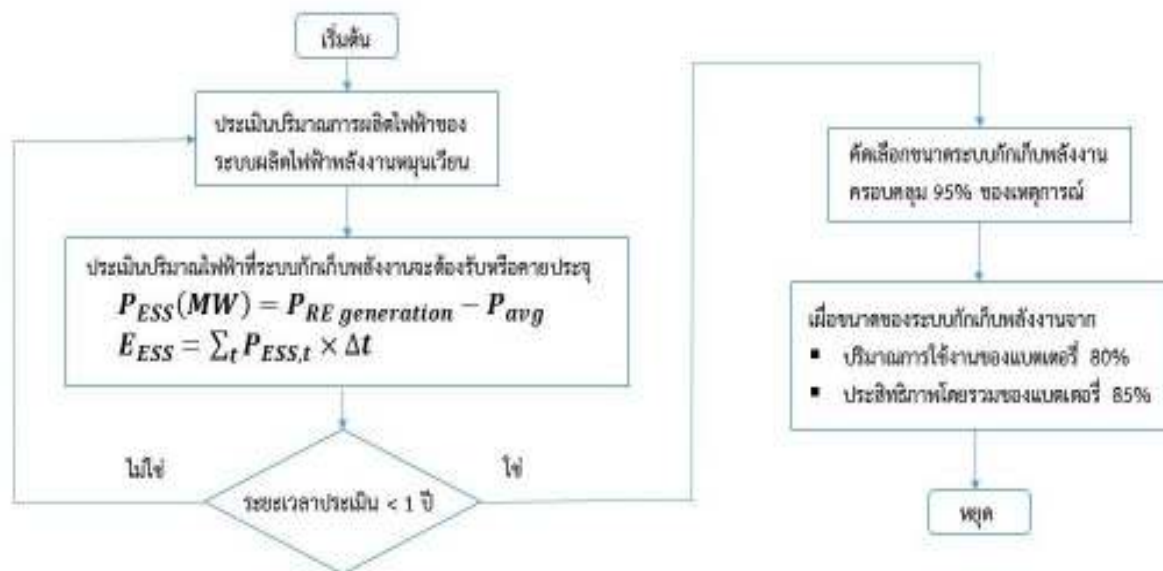 เริ่มต้น
ประเมินปริมาณการผลิตไฟฟ้าของ
ระบบผลิตไฟฟ้าพลังงานหมุนเวียน
ประเมินปริมาณไฟฟ้าที่ระบบกักเก็บพลังงานจะต้องรับหรือคายประจุ
P_ESS(MW) = P_RE generation − P_avg
E_ESS = ∑_t P_ESS,t × Δt
ไม่ใช่
ใช่
ระยะเวลาประเมิน < 1 ปี
คัดเลือกขนาดระบบกักเก็บพลังงาน
ครอบคลุม 95% ของเหตุการณ์
เผื่อขนาดของระบบกักเก็บพลังงานจาก
▪ ปริมาณการใช้งานของแบตเตอรี่ 80%
▪ ประสิทธิภาพโดยรวมของแบตเตอรี่ 85%
หยุด